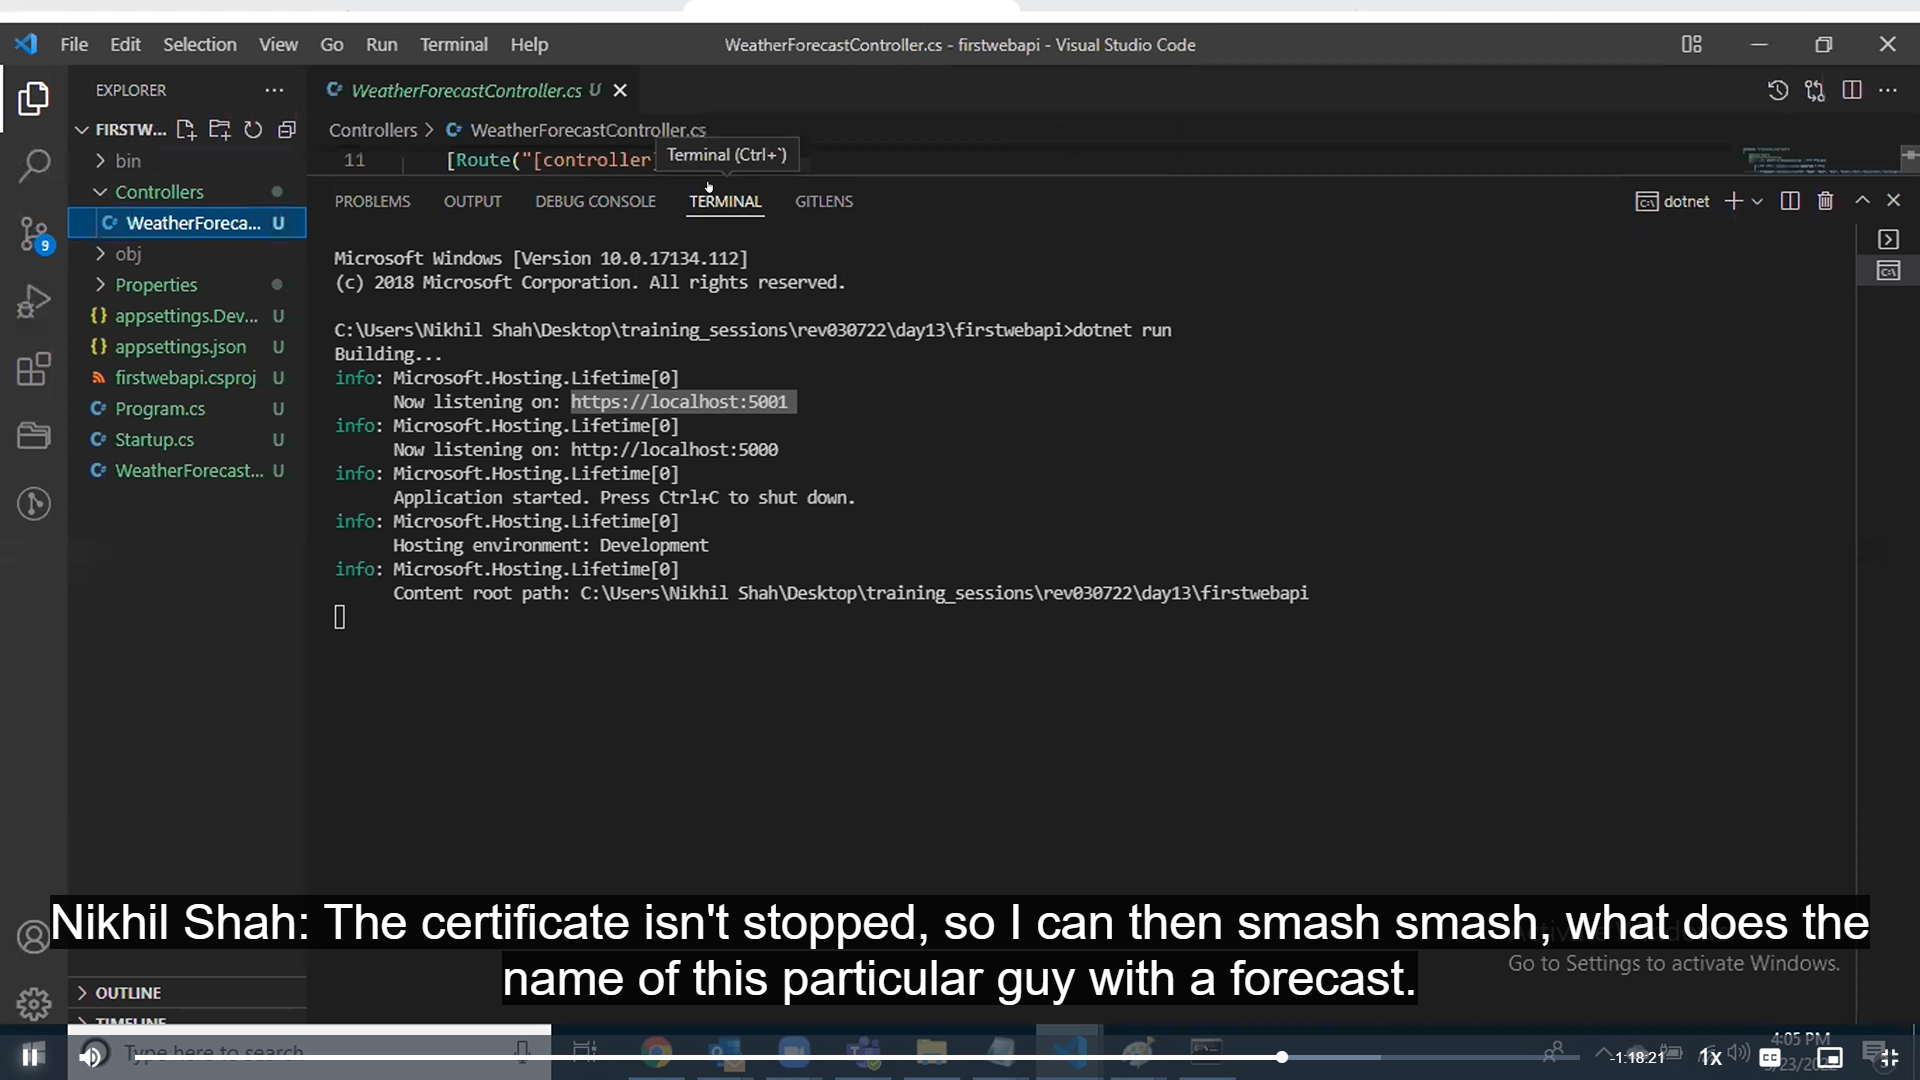 File Edit Selection View Go Run Terminal Help
WeatherForecastController.cs - firstwebapi - Visual Studio Code
EXPLORER
WeatherForecastController.cs U
FIRSTW...
Controllers > WeatherForecastController.cs
bin
11 [Route("[controller]
Terminal (Ctrl+`)
Controllers
PROBLEMS OUTPUT DEBUG CONSOLE TERMINAL GITLENS
dotnet
WeatherForeca... U
9
obj
Properties
appsettings.Dev... U
appsettings.json U
firstwebapi.csproj U
Program.cs U
Startup.cs U
WeatherForecast... U
Microsoft Windows [Version 10.0.17134.112]
(c) 2018 Microsoft Corporation. All rights reserved.
C:\Users\Nikhil Shah\Desktop\training_sessions\rev030722\day13\firstwebapi>dotnet run
Building...
info: Microsoft.Hosting.Lifetime[0]
Now listening on: https://localhost:5001
info: Microsoft.Hosting.Lifetime[0]
Now listening on: http://localhost:5000
info: Microsoft.Hosting.Lifetime[0]
Application started. Press Ctrl+C to shut down.
info: Microsoft.Hosting.Lifetime[0]
Hosting environment: Development
info: Microsoft.Hosting.Lifetime[0]
Content root path: C:\Users\Nikhil Shah\Desktop\training_sessions\rev030722\day13\firstwebapi
Nikhil Shah: The certificate isn't stopped, so I can then smash smash, what does the
name of this particular guy with a forecast.
Go to Settings to activate Windows.
OUTLINE
TIMELINE
Type here to search
4:05 PM
-1:18:21
1x
CC